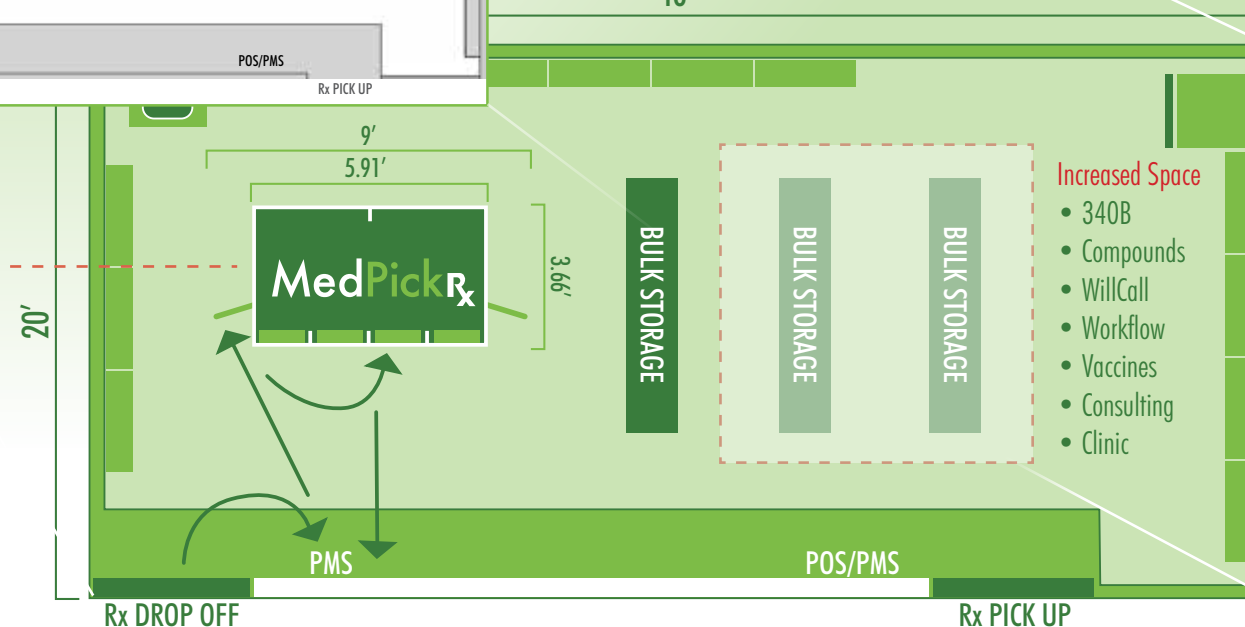 POS/PMS
Rx PICK UP
9′
5.91′
3.66′
20′
MedPickRx
BULK STORAGE
BULK STORAGE
BULK STORAGE
Increased Space
• 340B
• Compounds
• WillCall
• Workflow
• Vaccines
• Consulting
• Clinic
PMS
POS/PMS
Rx DROP OFF
Rx PICK UP